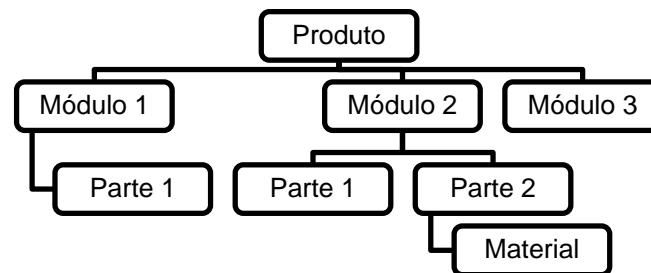 Produto
Módulo 1
Módulo 2
Módulo 3
Parte 1
Parte 1
Parte 2
Material